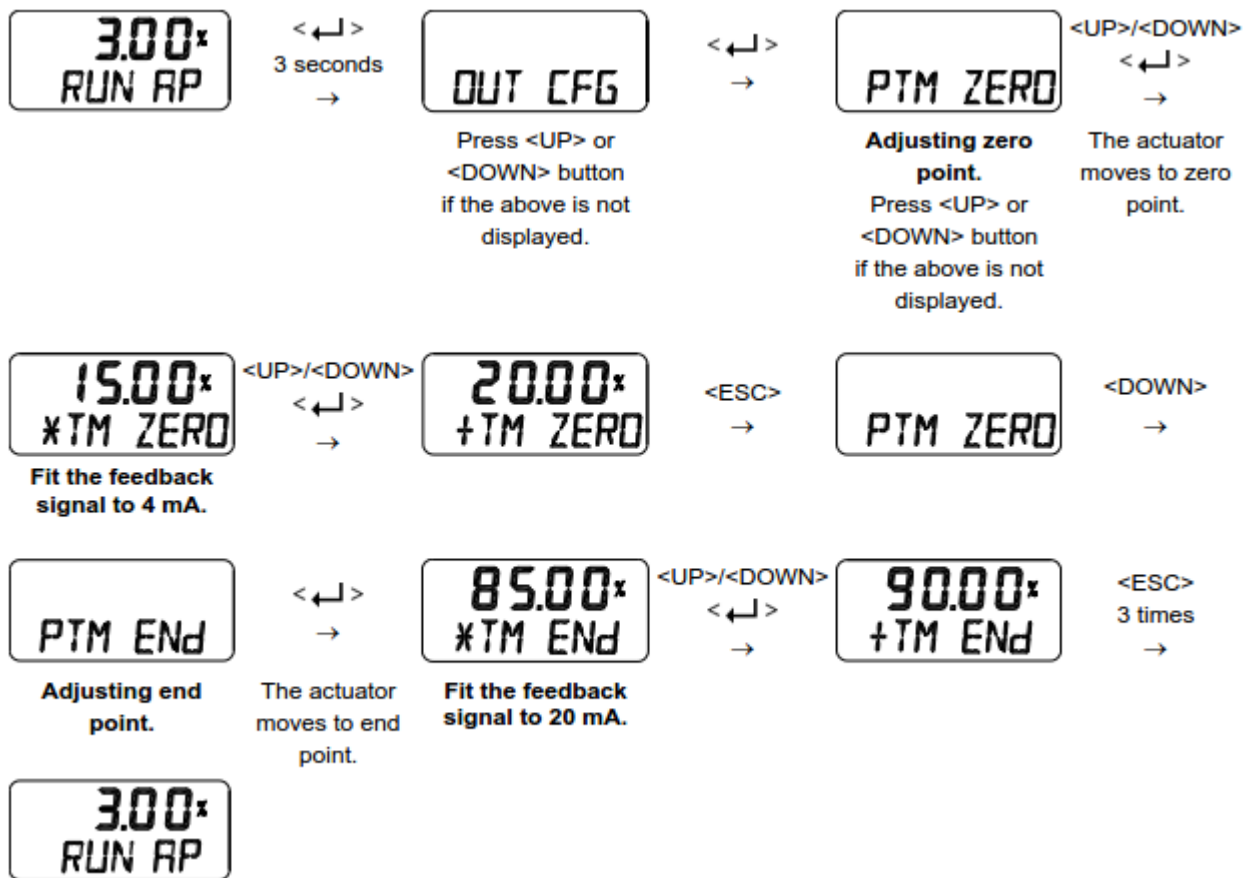 3.00%
RUN AP
< ↵ >
3 seconds
→
OUT CFG
Press <UP> or
<DOWN> button
if the above is not
displayed.
< ↵ >
→
PTM ZERO
Adjusting zero
point.
Press <UP> or
<DOWN> button
if the above is not
displayed.
<UP>/<DOWN>
< ↵ >
→
The actuator
moves to zero
point.
15.00%
*TM ZERO
Fit the feedback
signal to 4 mA.
<UP>/<DOWN>
< ↵ >
→
20.00%
+TM ZERO
<ESC>
→
PTM ZERO
<DOWN>
→
PTM ENd
Adjusting end
point.
< ↵ >
→
The actuator
moves to end
point.
85.00%
*TM ENd
Fit the feedback
signal to 20 mA.
<UP>/<DOWN>
< ↵ >
→
90.00%
+TM ENd
<ESC>
3 times
→
3.00%
RUN AP